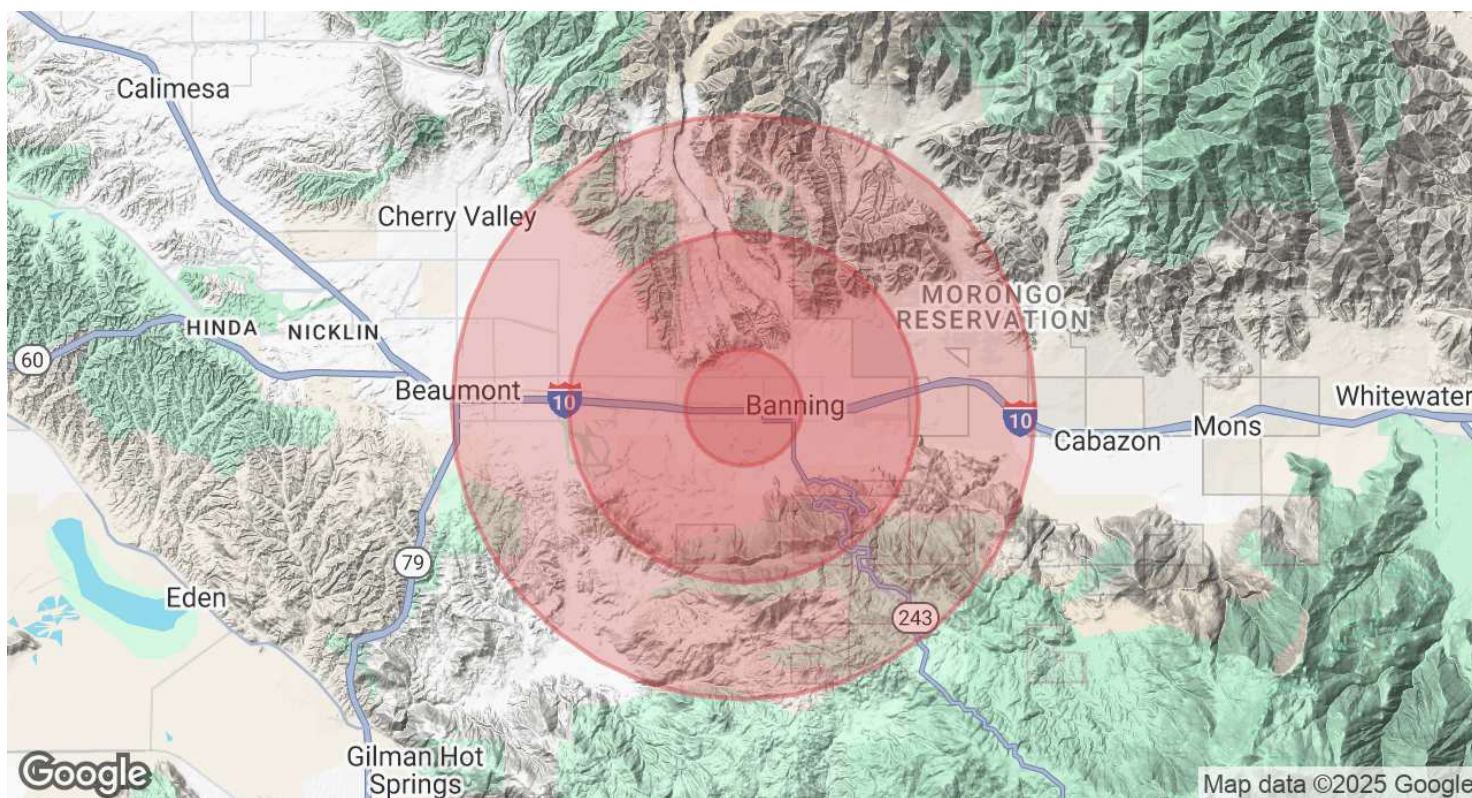 Calimesa
Cherry Valley
MORONGO
RESERVATION
HINDA
NICKLIN
60
Beaumont
10
Banning
10
Whitewater
Mons
Cabazon
79
Eden
243
Gilman Hot
Springs
Google
Map data ©2025 Google